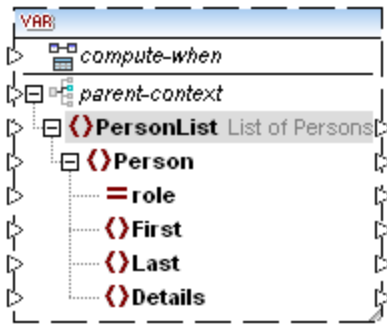 VAR
compute-when
parent-context
{}PersonList List of Persons
{}Person
=role
{}First
{}Last
{}Details